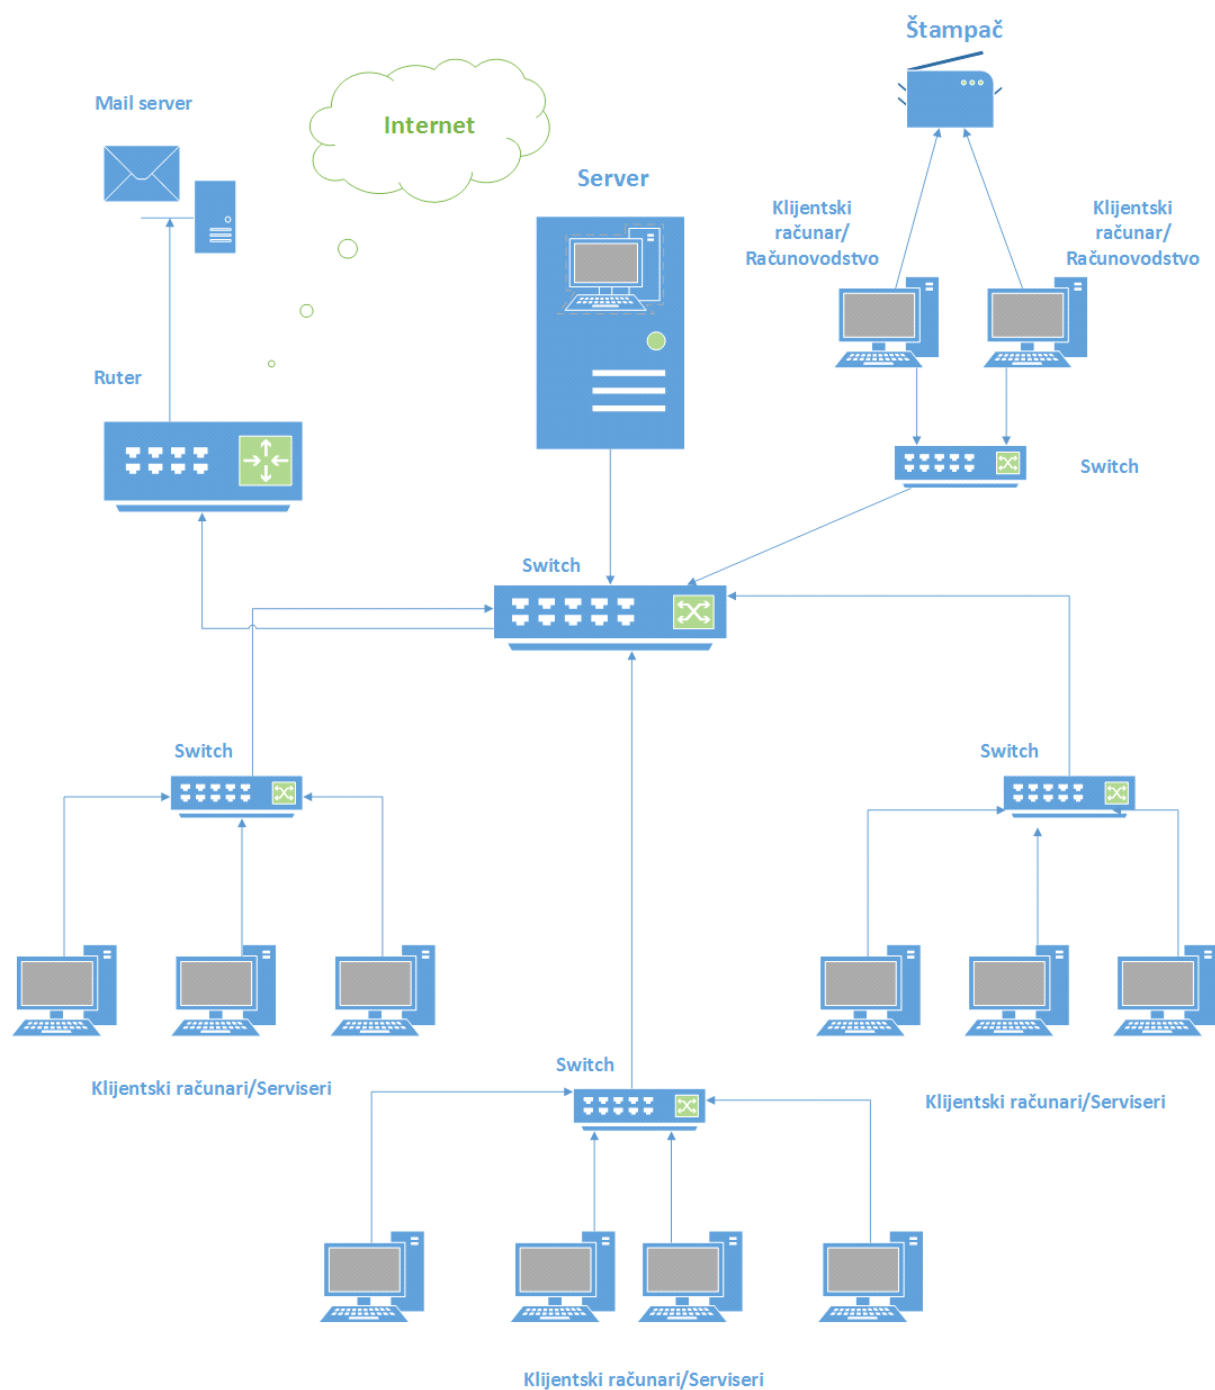 Štampač
Mail server
Internet
Server
Klijentski
računar/
Računovodstvo
Klijentski
računar/
Računovodstvo
Ruter
Switch
Switch
Switch
Switch
Klijentski računari/Serviseri
Switch
Klijentski računari/Serviseri
Klijentski računari/Serviseri